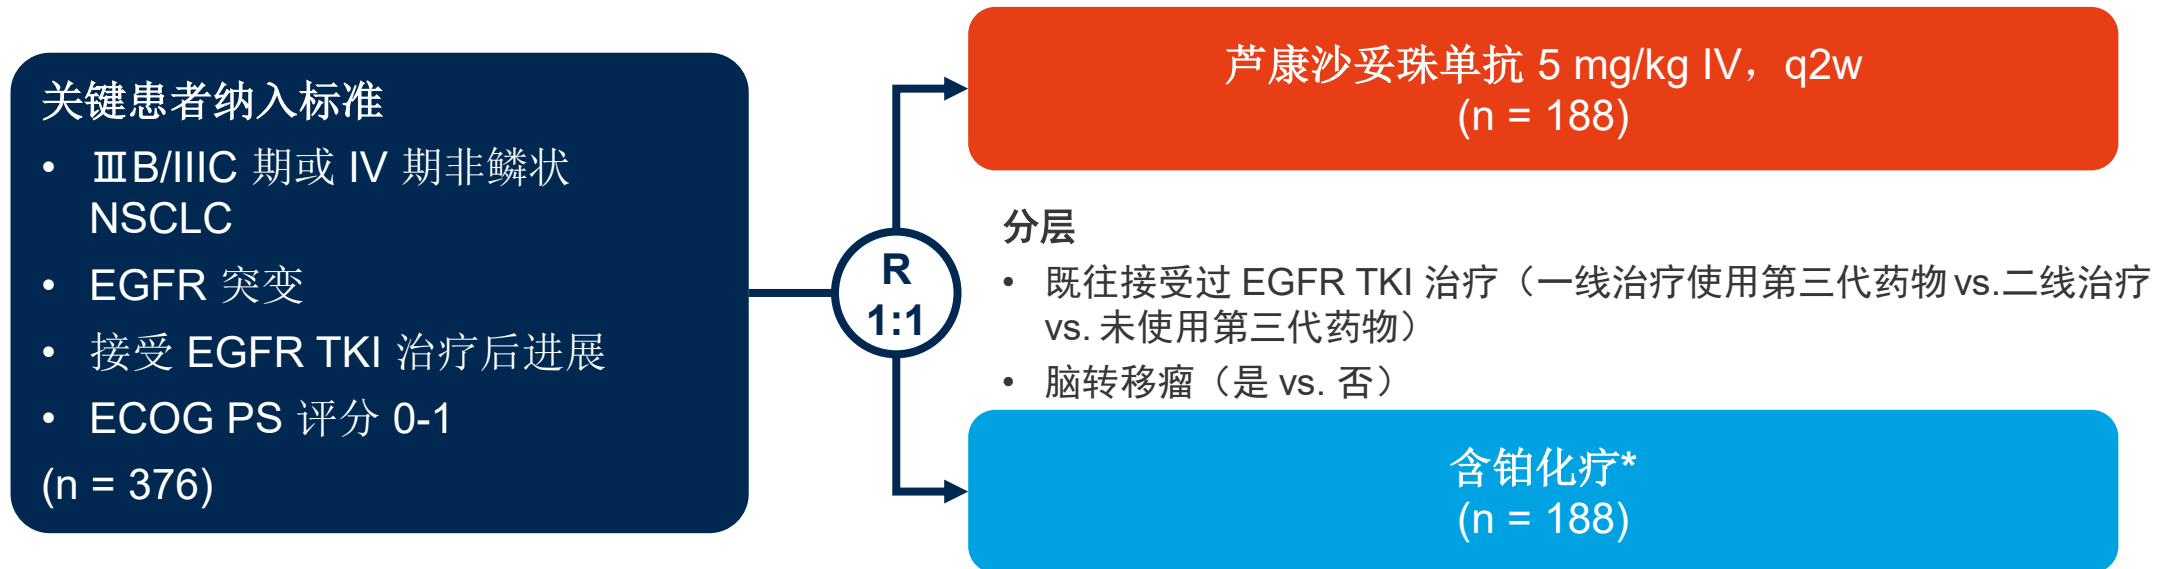 关键患者纳入标准
• ⅢB/IIIC 期或 IV 期非鳞状
NSCLC
• EGFR 突变
• 接受 EGFR TKI 治疗后进展
• ECOG PS 评分 0-1
(n = 376)
R
1:1
芦康沙妥珠单抗 5 mg/kg IV，q2w
(n = 188)
分层
• 既往接受过 EGFR TKI 治疗（一线治疗使用第三代药物 vs.二线治疗
vs. 未使用第三代药物）
• 脑转移瘤（是 vs. 否）
含铂化疗*
(n = 188)